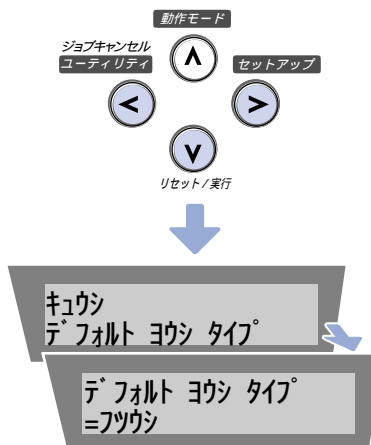 動作モード
ジョブキャンセル
ユーティリティ
セットアップ
リセット / 実行
ｷｭｳｼ
ﾃﾞﾌｫﾙﾄ ﾖｳｼ ﾀｲﾌﾟ
ﾃﾞﾌｫﾙﾄ ﾖｳｼ ﾀｲﾌﾟ
=ﾌﾂｳｼ